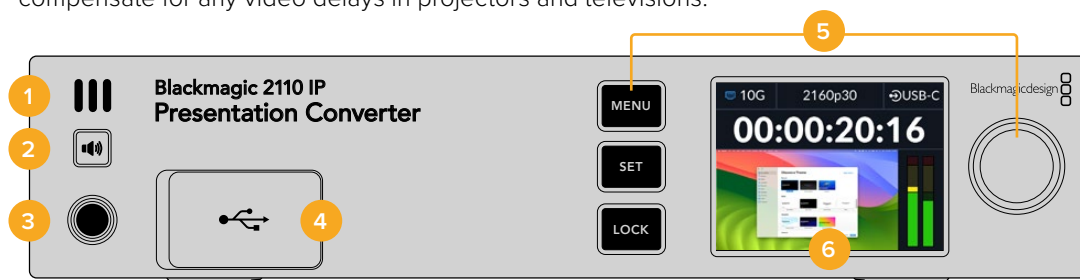 compensate for any video delays in projectors and televisions.
5
1
Blackmagic 2110 IP
Presentation Converter
MENU
10G 2160p30 USB-C
Blackmagicdesign
00:00:20:16
2
SET
3
4
LOCK
6